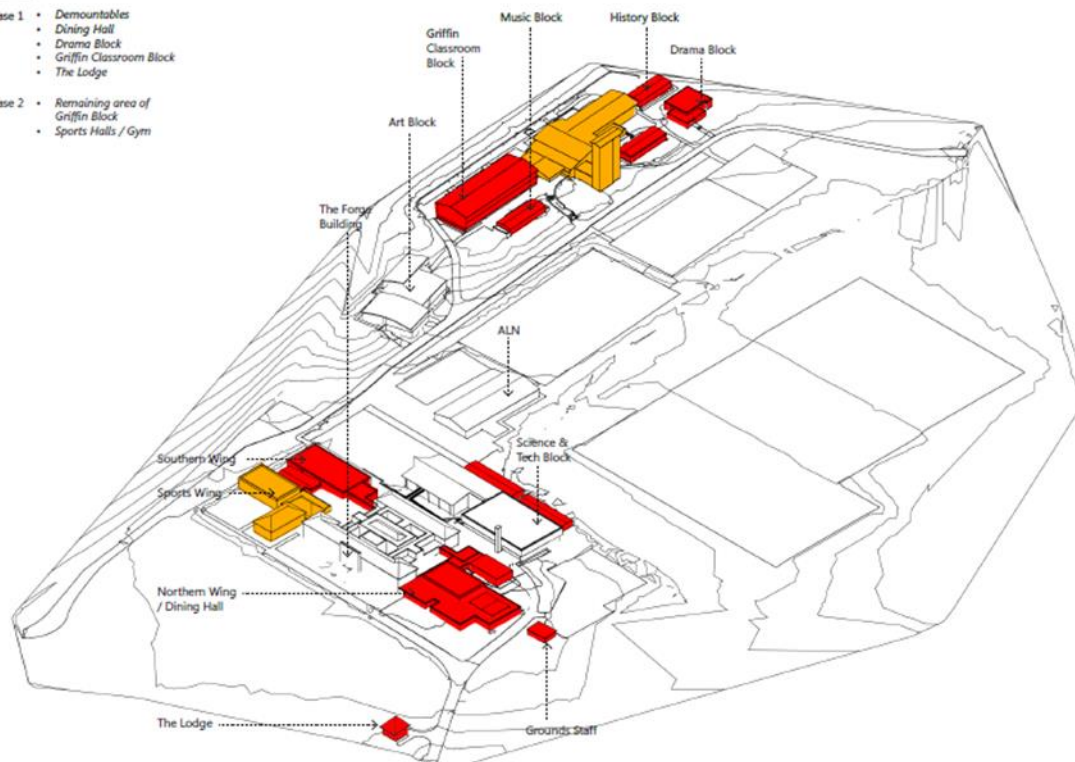 ase 1 • Demountables
• Dining Hall
• Drama Block
• Griffin Classroom Block
• The Lodge
ase 2 • Remaining area of
Griffin Block
• Sports Halls / Gym
Music Block
History Block
Griffin
Classroom
Block
Drama Block
Art Block
The Forge
Building
ALN
Science &
Tech Block
Southern Wing
Sports Wing
Northern Wing
/ Dining Hall
The Lodge
Grounds Staff